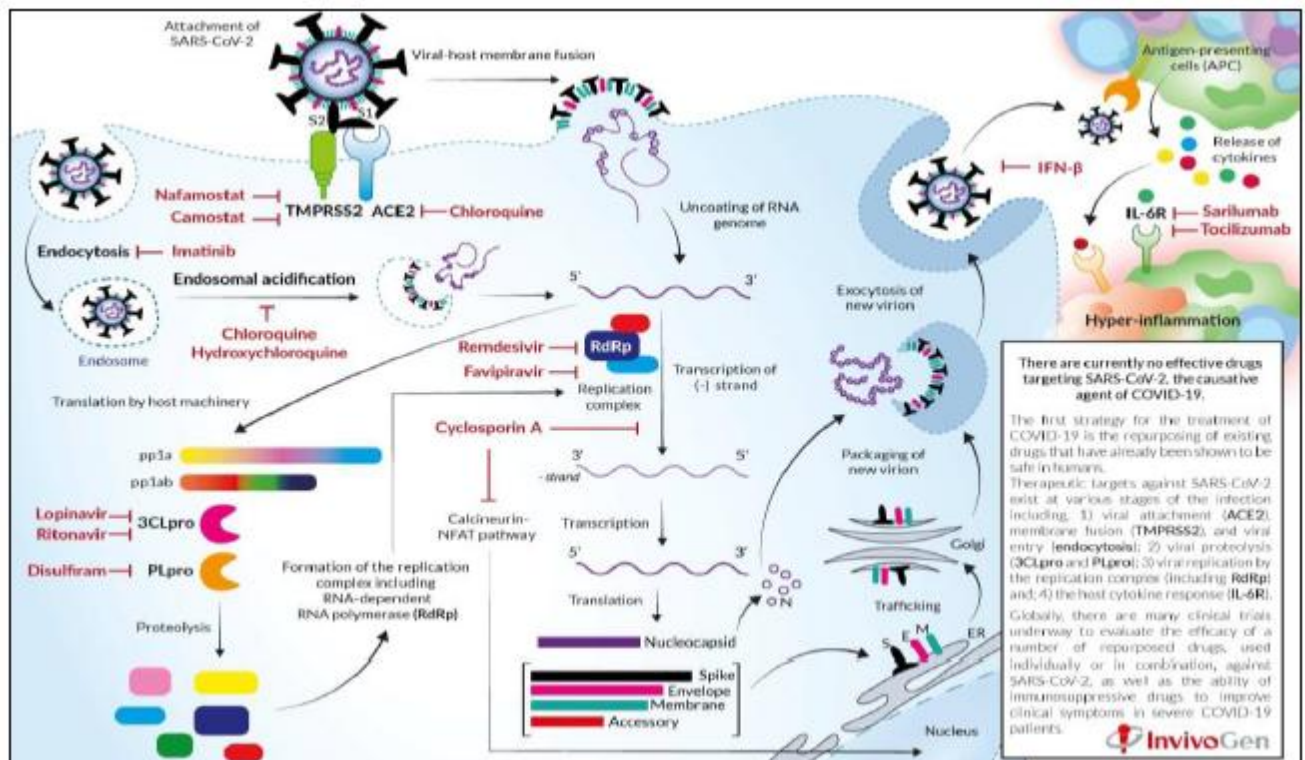 Attachment of
SARS-CoV-2
Viral-host membrane fusion
S2
S1
Nafamostat
Camostat
TMPRSS2 ACE2
Chloroquine
Endocytosis
Imatinib
Endosomal acidification
Chloroquine
Hydroxychloroquine
Endosome
Uncoating of RNA
genome
5'
3'
Remdesivir
Favipiravir
RdRp
Replication
complex
Transcription of
(-) strand
Translation by host machinery
Cyclosporin A
pp1a
pp1ab
3'
5'
- strand
Lopinavir
Ritonavir
3CLpro
Disulfiram
PLpro
Calcineurin-
NFAT pathway
Transcription
5'
3'
Formation of the replication
complex including
RNA-dependent
RNA polymerase (RdRp)
Proteolysis
Translation
N
Nucleocapsid
Spike
Envelope
Membrane
Accessory
Exocytosis of
new virion
Packaging of
new virion
Golgi
Trafficking
S
E
M
ER
Nucleus
Antigen-presenting
cells (APC)
IFN-β
Release of
cytokines
IL-6R
Sarilumab
Tocilizumab
Hyper-inflammation
There are currently no effective drugs
targeting SARS-CoV-2, the causative
agent of COVID-19.
The first strategy for the treatment of
COVID-19 is the repurposing of existing
drugs that have already been shown to be
safe in humans.
Therapeutic targets against SARS-CoV-2
exist at various stages of the infection
including, 1) viral attachment (ACE2),
membrane fusion (TMPRSS2), and viral
entry (endocytosis); 2) viral proteolysis
(3CLpro and PLpro); 3) viral replication by
the replication complex (including RdRp)
and; 4) the host cytokine response (IL-6R).
Globally, there are many clinical trials
underway to evaluate the efficacy of a
number of repurposed drugs, used
individually or in combination, against
SARS-CoV-2, as well as the ability of
immunosuppressive drugs to improve
clinical symptoms in severe COVID-19
patients.
InvivoGen